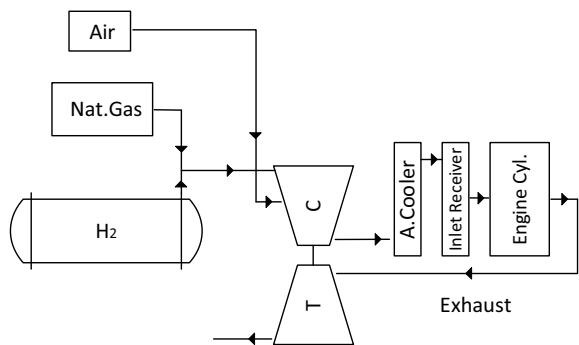 Air
Nat.Gas
H2
C
T
A.Cooler
Inlet Receiver
Engine Cyl.
Exhaust